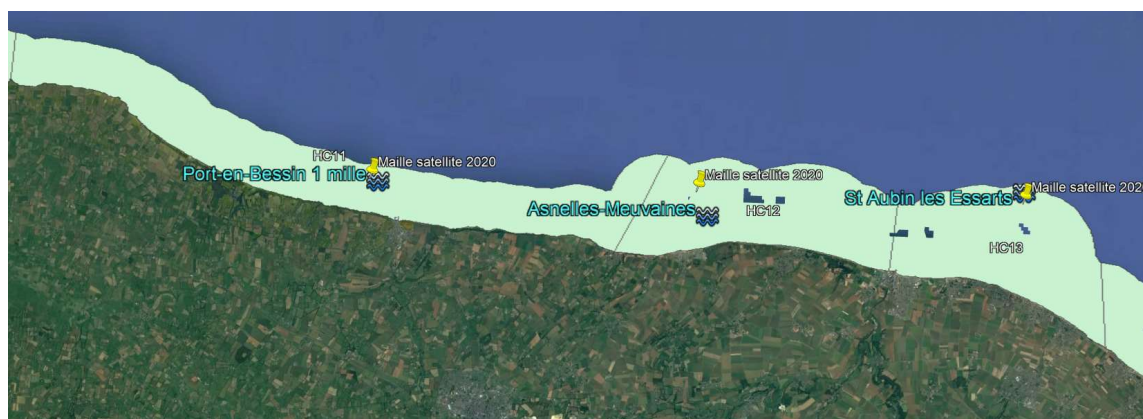 HC11
Maille satellite 2020
Port-en-Bessin 1 mille
Maille satellite 2020
Asnelles-Meuvaines
HC12
Maille satellite 202
St Aubin les Essarts
HC13